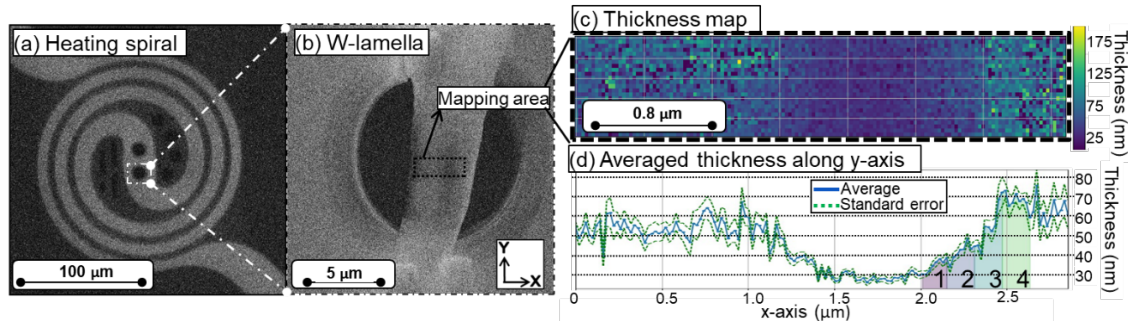 (a) Heating spiral
100 µm
(b) W-lamella
Mapping area
5 µm
Y
X
(c) Thickness map
0.8 µm
175
125
75
25
Thickness (nm)
(d) Averaged thickness along y-axis
Average
Standard error
80
70
60
50
40
30
Thickness (nm)
1
2
3
4
0
0.5
1.0
1.5
2.0
2.5
x-axis (µm)